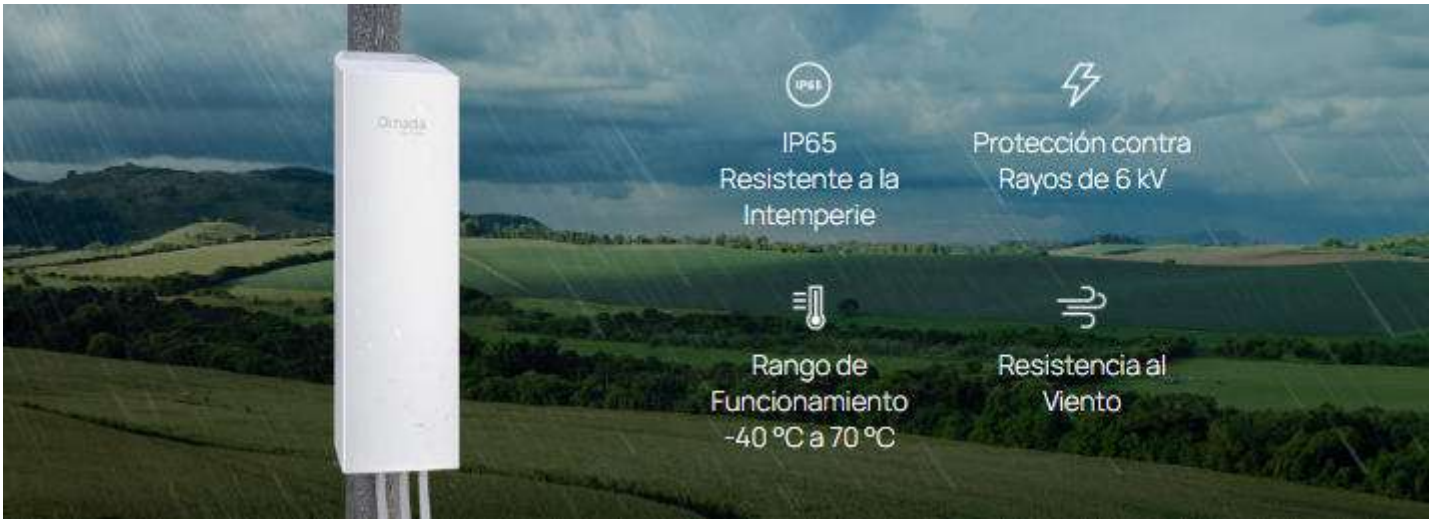 Omada
IP65
IP65
Resistente a la
Intemperie
Protección contra
Rayos de 6 kV
Rango de
Funcionamiento
-40 °C a 70 °C
Resistencia al
Viento